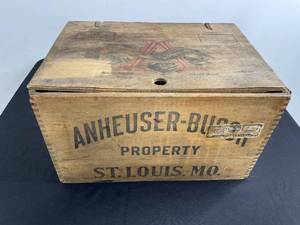 ANHEUSER-BUSCH
PROPERTY
ST. LOUIS, MO.